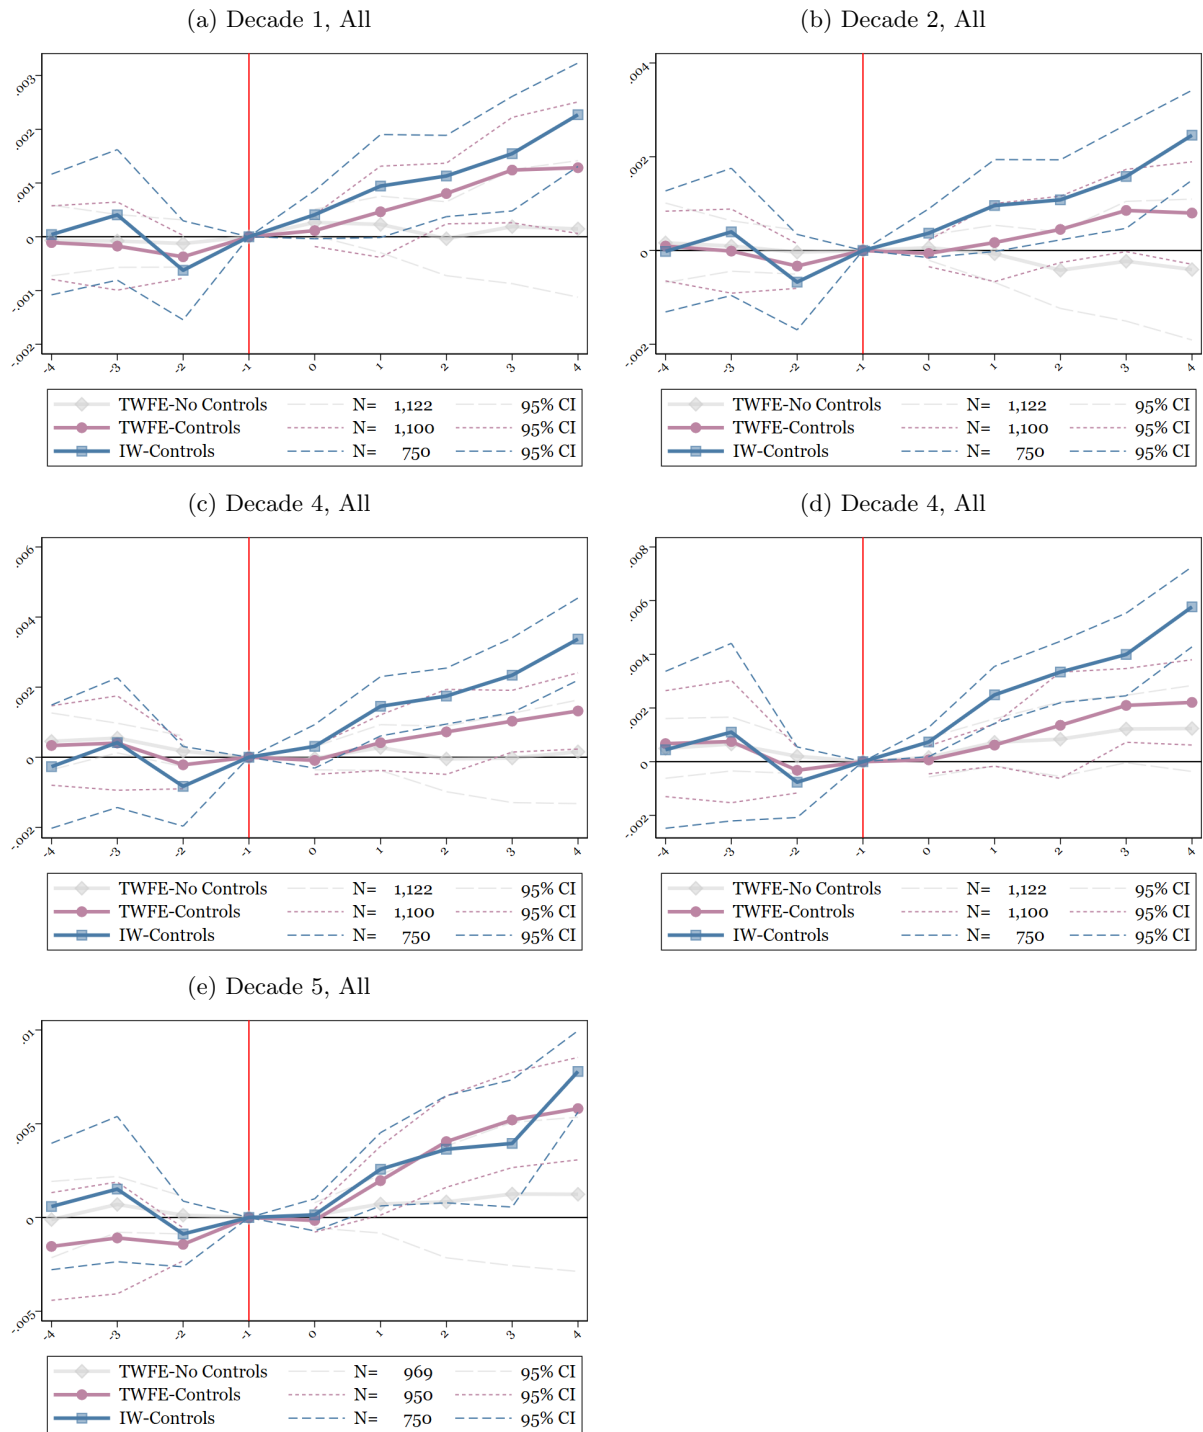 (a) Decade 1, All
.003
.002
.001
0
-.001
-.002
-4 -3 -2 -1 0 1 2 3 4
TWFE-No Controls N= 1,122 95% CI
TWFE-Controls N= 1,100 95% CI
IW-Controls N= 750 95% CI
(b) Decade 2, All
.004
.002
0
-.002
-4 -3 -2 -1 0 1 2 3 4
TWFE-No Controls N= 1,122 95% CI
TWFE-Controls N= 1,100 95% CI
IW-Controls N= 750 95% CI
(c) Decade 4, All
.006
.004
.002
0
-.002
-4 -3 -2 -1 0 1 2 3 4
TWFE-No Controls N= 1,122 95% CI
TWFE-Controls N= 1,100 95% CI
IW-Controls N= 750 95% CI
(d) Decade 4, All
.008
.006
.004
.002
0
-.002
-4 -3 -2 -1 0 1 2 3 4
TWFE-No Controls N= 1,122 95% CI
TWFE-Controls N= 1,100 95% CI
IW-Controls N= 750 95% CI
(e) Decade 5, All
.01
.005
0
-.005
-4 -3 -2 -1 0 1 2 3 4
TWFE-No Controls N= 969 95% CI
TWFE-Controls N= 950 95% CI
IW-Controls N= 750 95% CI